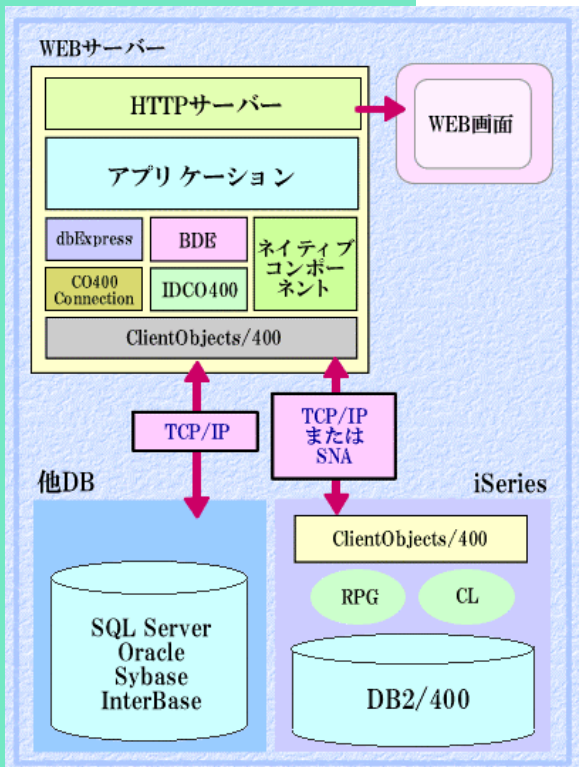 WEBサーバー
HTTPサーバー
WEB画面
アプリケーション
dbExpress
BDE
ネイティブ
コンポー
ネント
CO400
Connection
IDCO400
ClientObjects/400
TCP/IP
TCP/IP
または
SNA
他DB
iSeries
ClientObjects/400
RPG
CL
SQL Server
Oracle
Sybase
InterBase
DB2/400